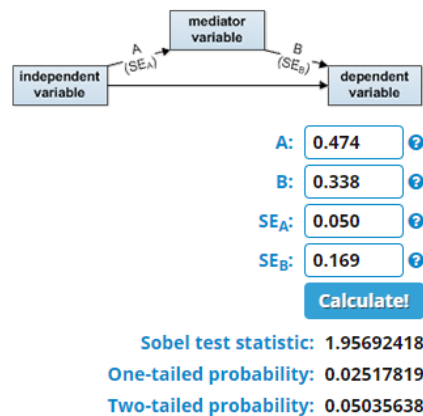 mediator
variable
A
(SEA)
B
(SEB)
independent
variable
dependent
variable
A: 0.474 ?
B: 0.338 ?
SEA: 0.050 ?
SEB: 0.169 ?
Calculate!
Sobel test statistic: 1.95692418
One-tailed probability: 0.02517819
Two-tailed probability: 0.05035638